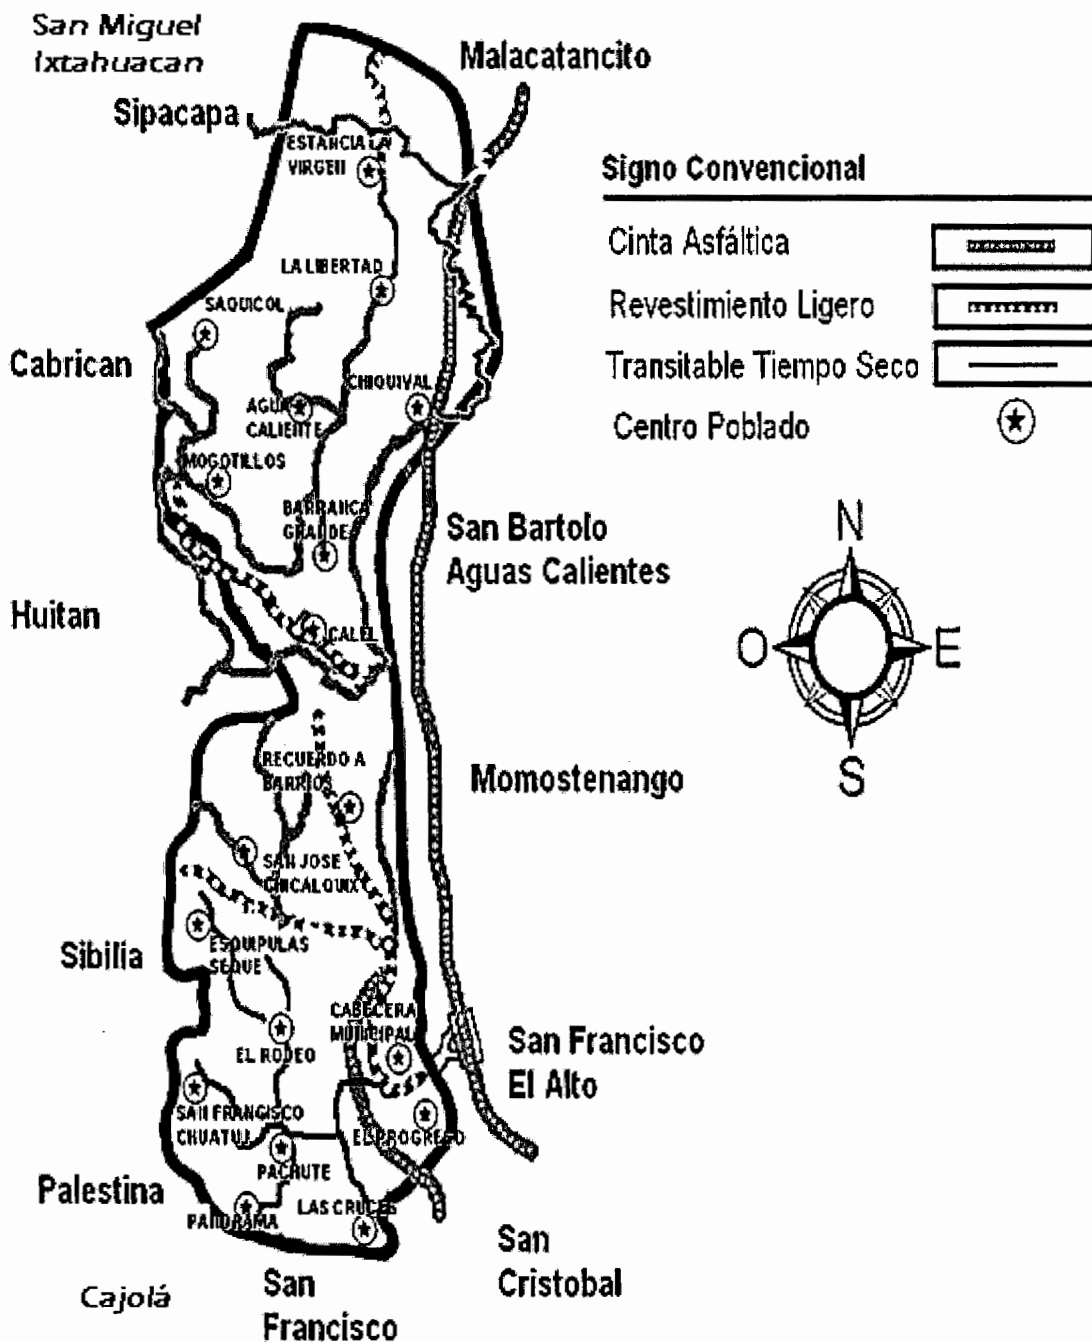 San Miguel
Ixtahuacan
Malacatancito
Sipacapa
ESTANCIA LA
VIRGEN
Signo Convencional
Cinta Asfáltica
Revestimiento Ligero
Transitable Tiempo Seco
Centro Poblado
LA LIBERTAD
SAQUICOL
Cabrican
CHIQUIVAL
AGUA
CALIENTE
MOGOTILLOS
BARRANCA
GRANDE
San Bartolo
Aguas Calientes
N
O
E
S
Huitan
CALEL
RECUERDO A
BARRIOS
Momostenango
SAN JOSE
CHICALQUIX
Sibilia
ESQUIPULAS
SEQUE
CABECERA
MUNICIPAL
EL RODEO
San Francisco
El Alto
SAN FRANCISCO
CHUATUJ
EL PROGRESO
PACHUTE
Palestina
PANORAMA
LAS CRUCES
San
Cristobal
Cajolá
San
Francisco